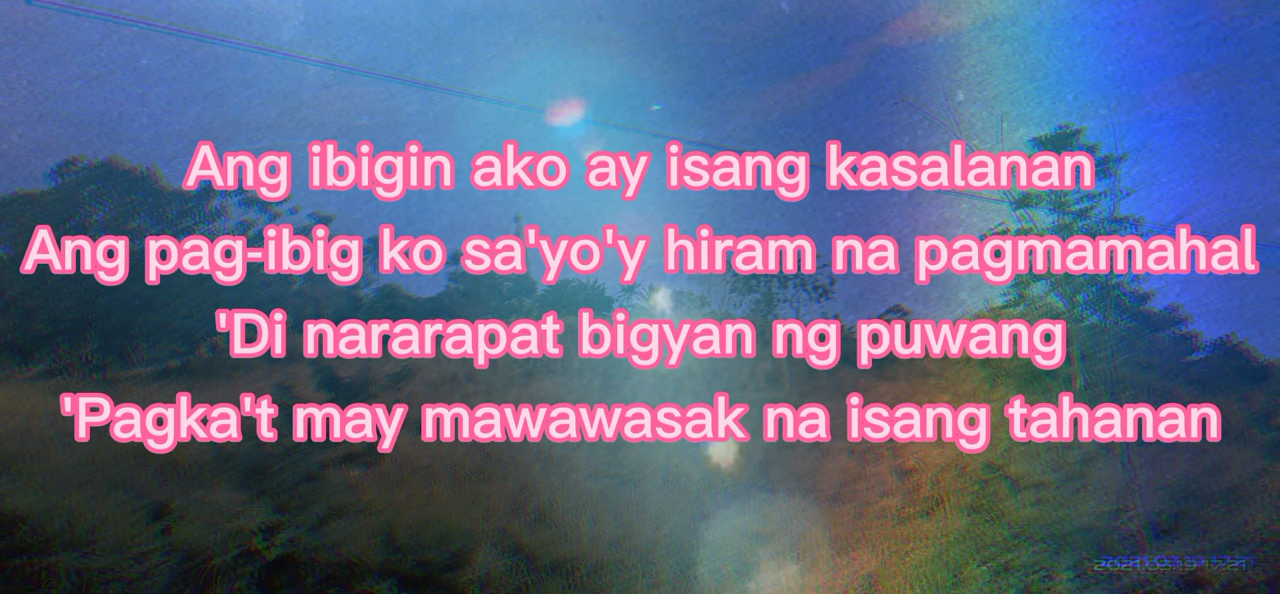 Ang ibigin ako ay isang kasalanan
Ang pag-ibig ko sa'yo'y hiram na pagmamahal
'Di nararapat bigyan ng puwang
'Pagka't may mawawasak na isang tahanan